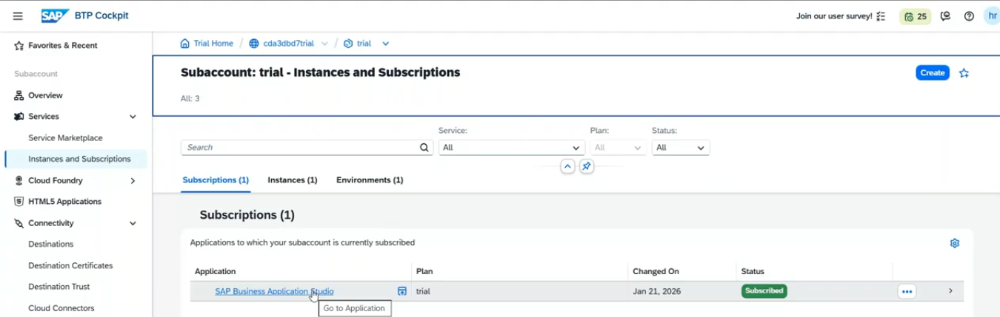 SAP BTP Cockpit Join our user survey! 25 hr
Favorites & Recent
Trial Home / cda3dbd7trial / trial
Subaccount
Subaccount: trial - Instances and Subscriptions Create
All: 3
Overview
Services
Service Marketplace
Instances and Subscriptions
Cloud Foundry
HTML5 Applications
Connectivity
Destinations
Destination Certificates
Destination Trust
Cloud Connectors
Service: Plan: Status:
Search All All All
Subscriptions (1) Instances (1) Environments (1)
Subscriptions (1)
Applications to which your subaccount is currently subscribed
Application Plan Changed On Status
SAP Business Application Studio trial Jan 21, 2026 Subscribed
Go to Application